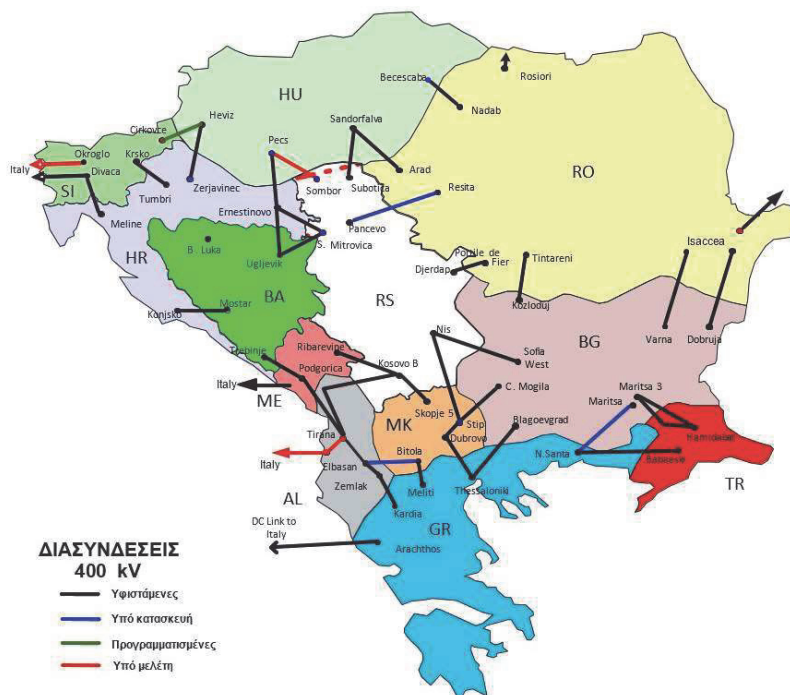 Rosiori
Becescaba
HU
Nadab
Heviz
Sandorfalva
Cirkovce
Pecs
RO
Okroglo
Krsko
Italy
Divaca
Arad
SI
Zerjavinec
Sombor
Subotica
Resita
Tumbri
Ernestinovo
Meline
Pancevo
S. Mitrovica
Isaccea
B. Luka
HR
Ugljevik
Portile de
Fier
Tintareni
Djerdap
BA
RS
Mostar
Kozloduj
Konjsko
Nis
BG
Varna
Dobruja
Ribarevine
Trebinje
Sofia
West
Kosovo B
Podgorica
Italy
C. Mogila
Maritsa 3
ME
Maritsa
Skopje 5
MK
Stip
Blagoevgrad
Hamidabat
Tirana
Dubrovo
Italy
Bitola
N.Santa
Babaeski
Elbasan
Zemlak
Meliti
Thessaloniki
TR
AL
Kardia
GR
DC Link to
Italy
Arachthos
ΔΙΑΣΥΝΔΕΣΕΙΣ
400 kV
Υφιστάμενες
Υπό κατασκευή
Προγραμματισμένες
Υπό μελέτη